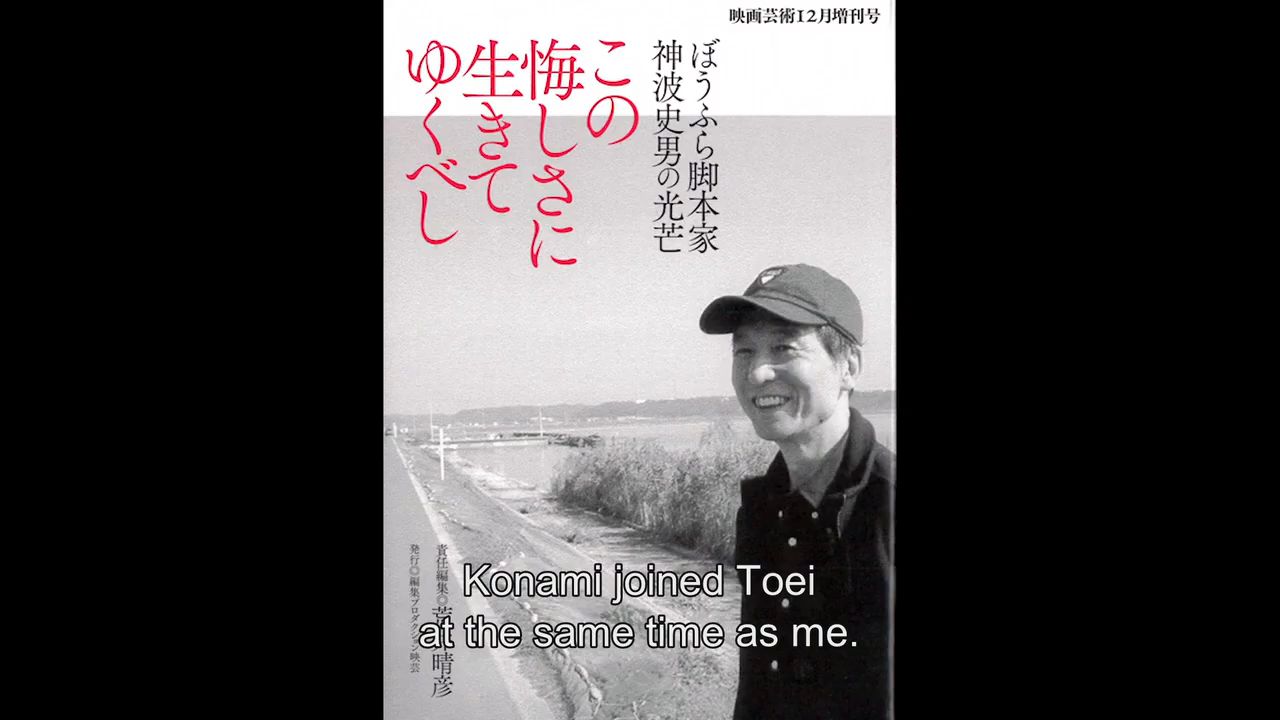 映画芸術12月増刊号
ぼうふら脚本家
神波史男の光芒
この
悔しさに
生きて
ゆくべし
責任編集◎荒井晴彦
発行◎編集プロダクション映芸
Konami joined Toei
at the same time as me.